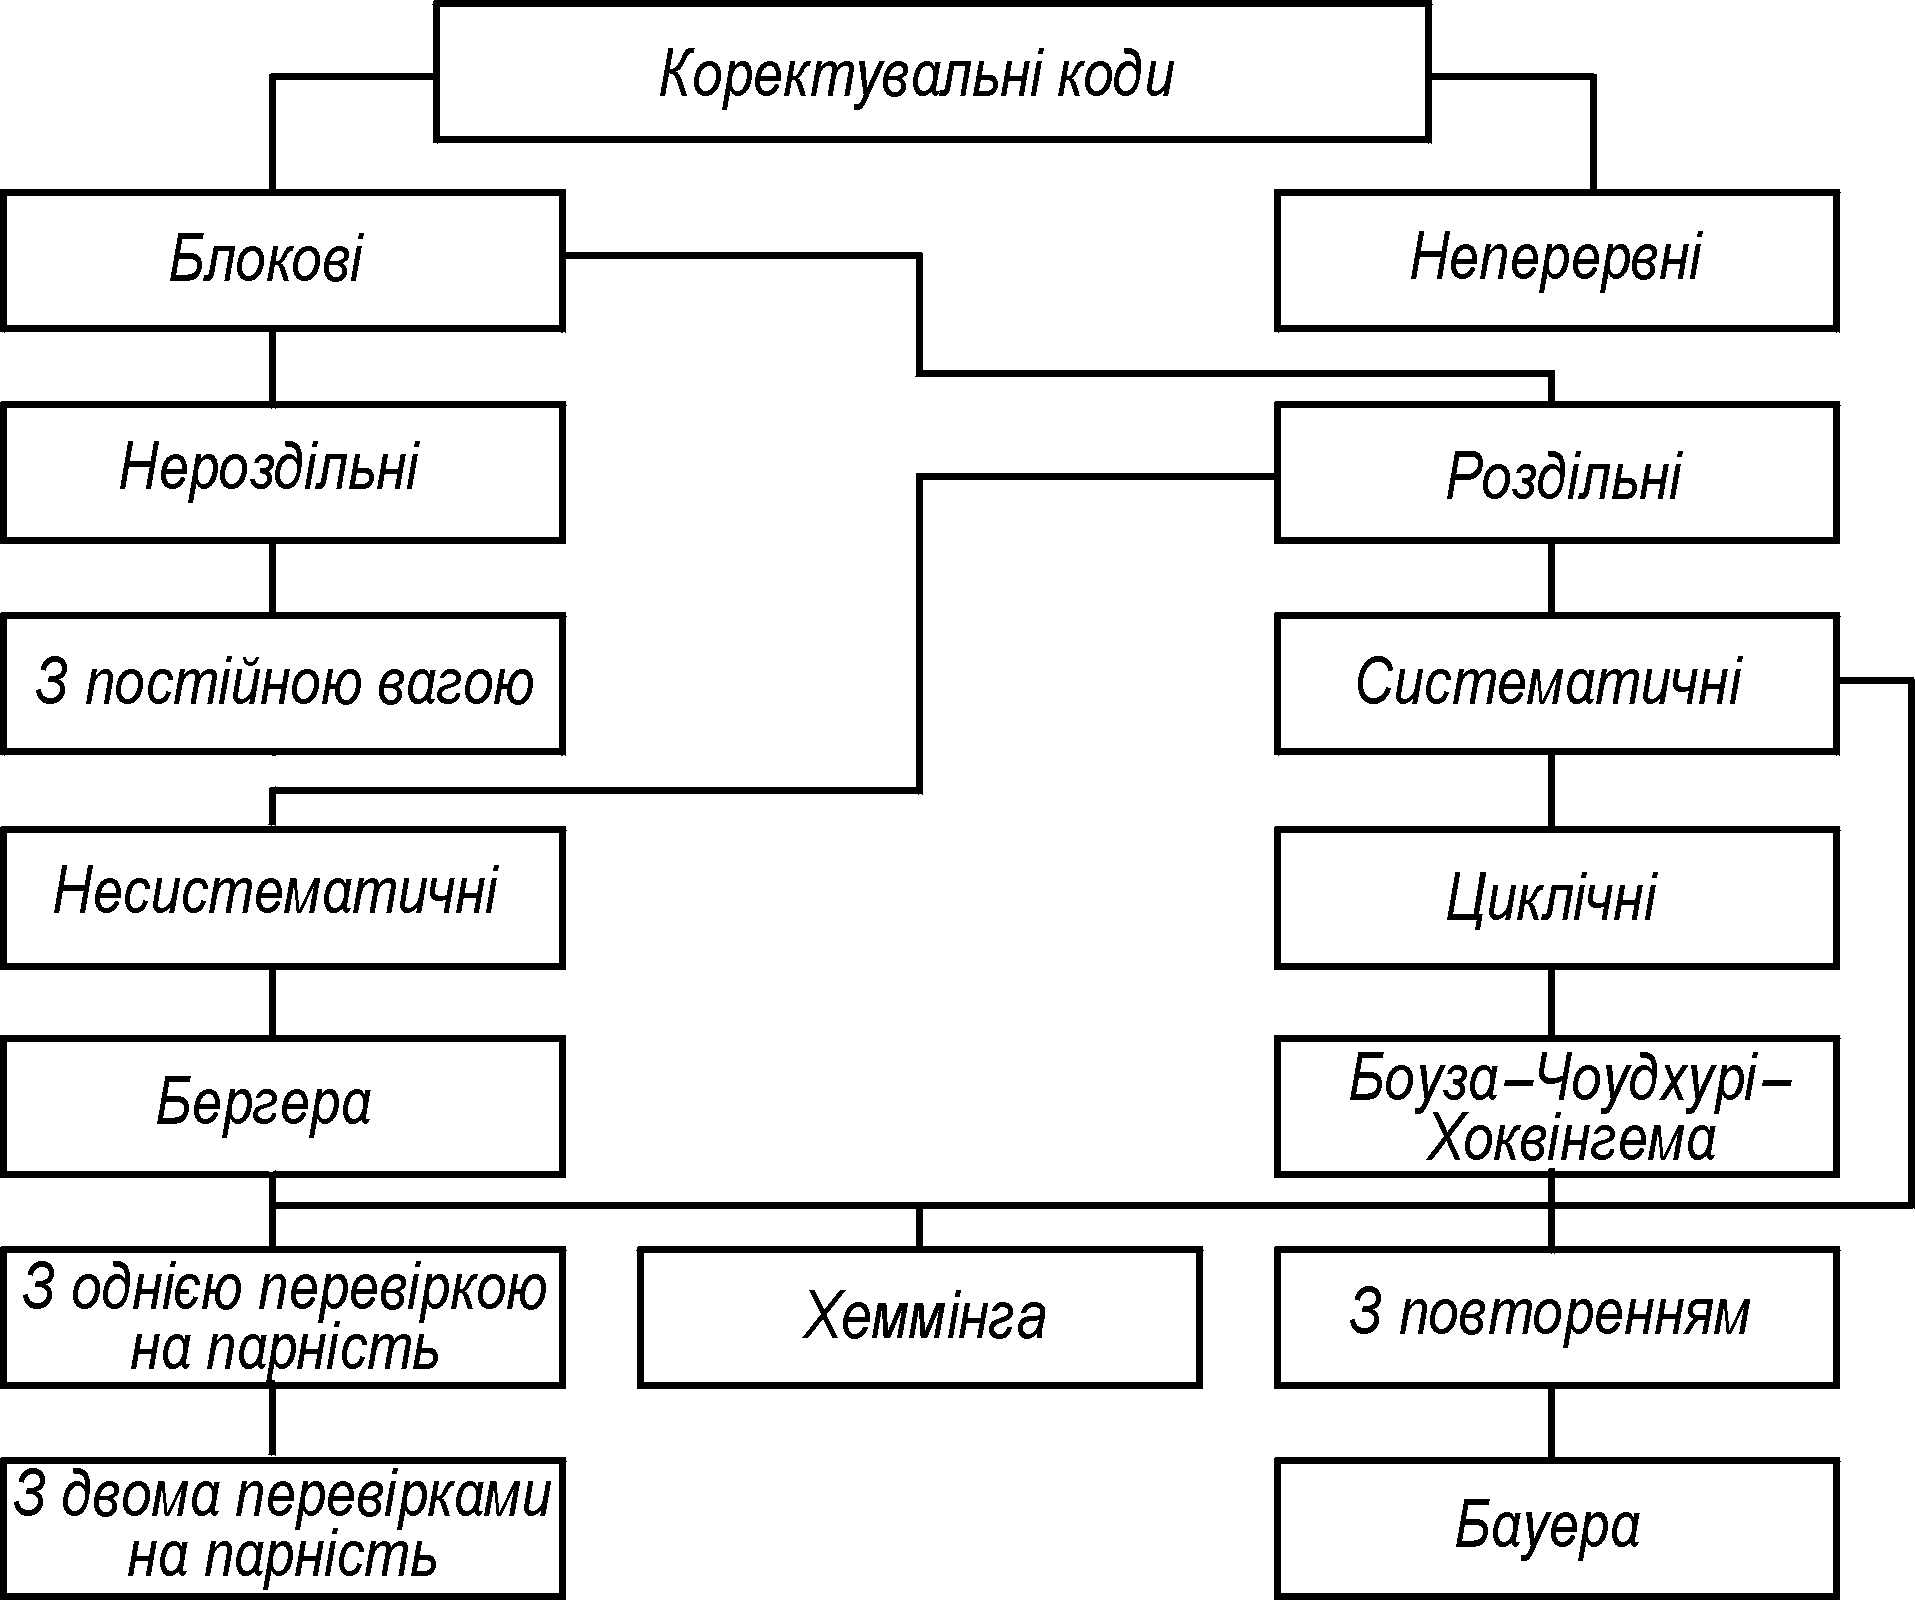 Коректувальні коди
Блокові
Неперервні
Нероздільні
Роздільні
З постійною вагою
Систематичні
Несистематичні
Циклічні
Бергера
Боуза–Чоудхурі–
Хоквінгема
З однією перевіркою
на парність
Хеммінга
З повторенням
З двома перевірками
на парність
Бауера